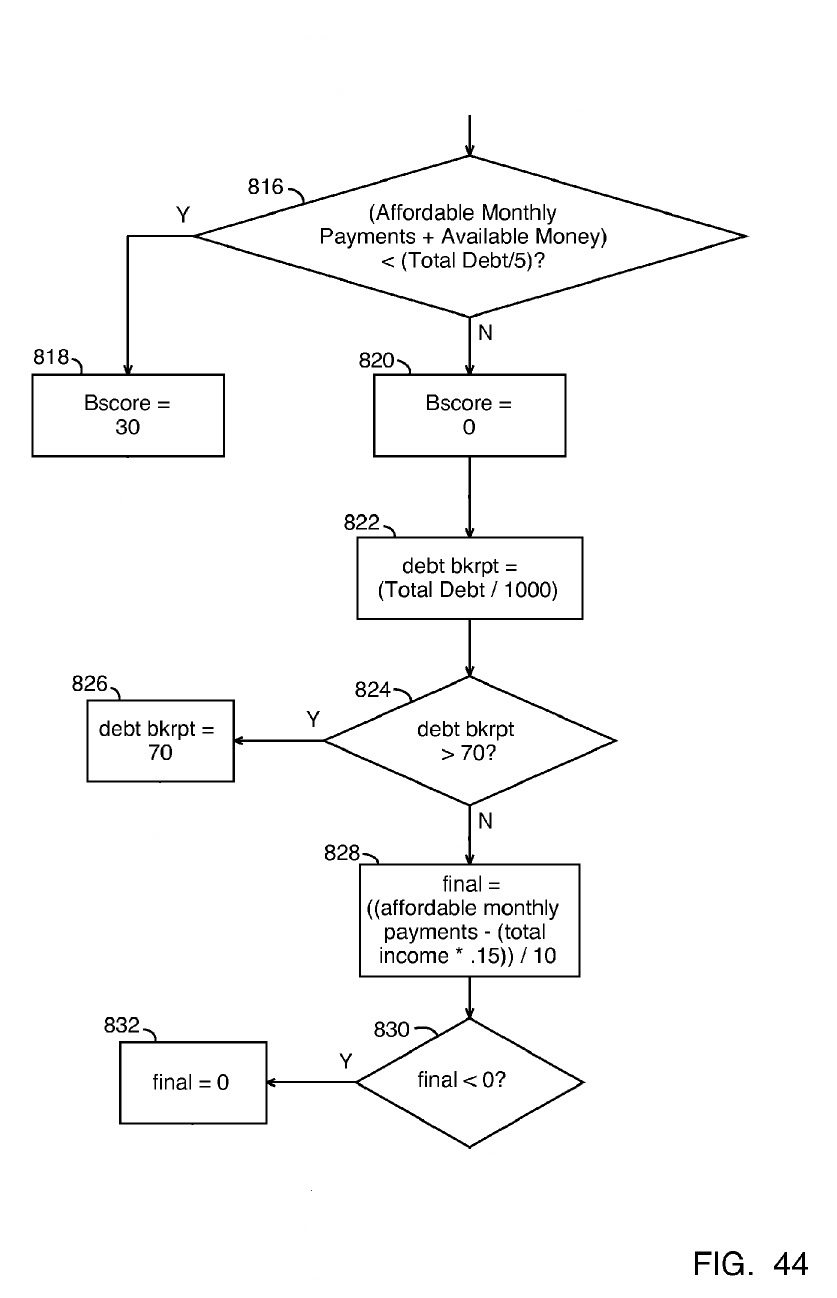 816
Y
(Affordable Monthly
Payments + Available Money)
< (Total Debt/5)?
N
818
Bscore =
30
820
Bscore =
0
822
debt bkrpt =
(Total Debt / 1000)
826
debt bkrpt =
70
Y
824
debt bkrpt
> 70?
N
828
final =
((affordable monthly
payments - (total
income * .15)) / 10
832
final = 0
Y
830
final < 0?
FIG. 44